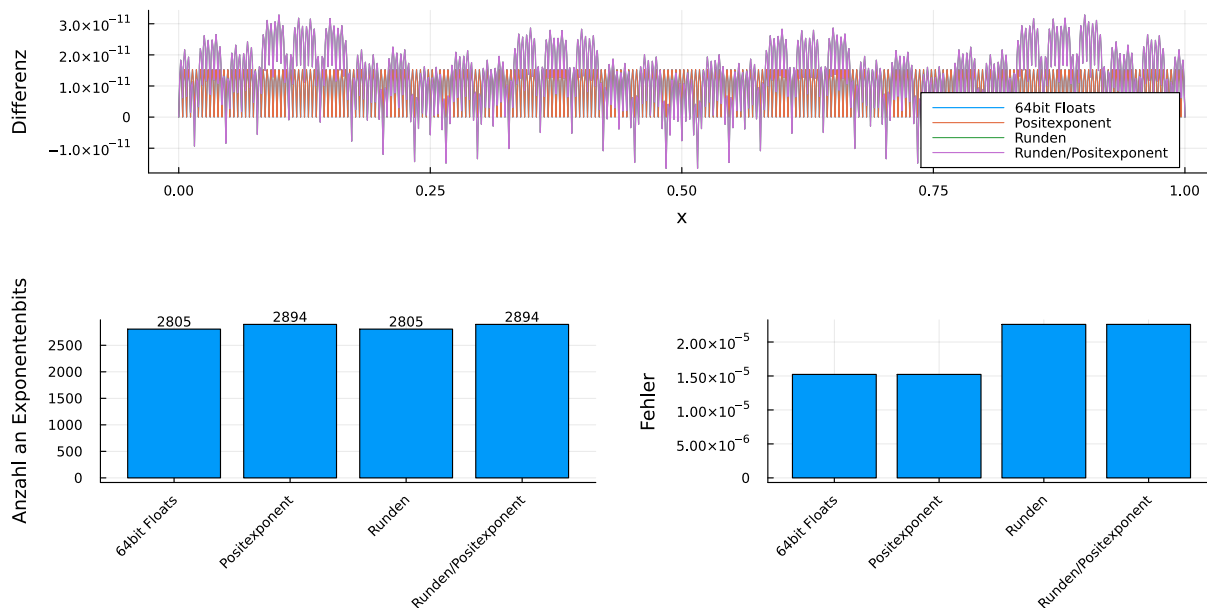 Differenz
3.0×10⁻¹¹
2.0×10⁻¹¹
1.0×10⁻¹¹
0
−1.0×10⁻¹¹
64bit Floats
Positexponent
Runden
Runden/Positexponent
0.00 0.25 0.50 0.75 1.00
x
Anzahl an Exponentenbits
2500
2000
1500
1000
500
0
2805 2894 2805 2894
64bit Floats
Positexponent
Runden
Runden/Positexponent
Fehler
2.00×10⁻⁵
1.50×10⁻⁵
1.00×10⁻⁵
5.00×10⁻⁶
0
64bit Floats
Positexponent
Runden
Runden/Positexponent